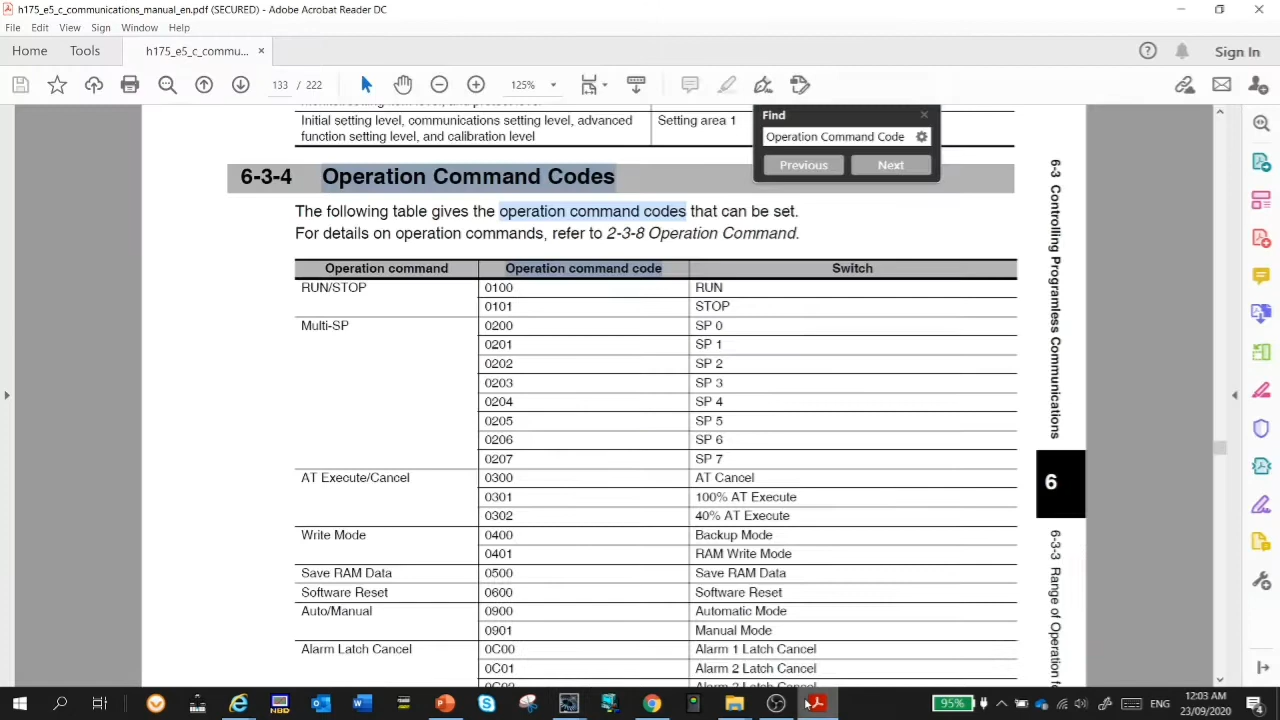 h175_e5_c_communications_manual_en.pdf (SECURED) - Adobe Acrobat Reader DC
File Edit View Sign Window Help
Home Tools h175_e5_c_commu... × Sign In
133 / 222 125%
Initial setting level, communications setting level, advanced Setting area 1
function setting level, and calibration level
Find
Operation Command Code
Previous Next
6-3-4 Operation Command Codes
The following table gives the operation command codes that can be set.
For details on operation commands, refer to 2-3-8 Operation Command.
Operation command Operation command code Switch
RUN/STOP 0100 RUN
0101 STOP
Multi-SP 0200 SP 0
0201 SP 1
0202 SP 2
0203 SP 3
0204 SP 4
0205 SP 5
0206 SP 6
0207 SP 7
AT Execute/Cancel 0300 AT Cancel
0301 100% AT Execute
0302 40% AT Execute
Write Mode 0400 Backup Mode
0401 RAM Write Mode
Save RAM Data 0500 Save RAM Data
Software Reset 0600 Software Reset
Auto/Manual 0900 Automatic Mode
0901 Manual Mode
Alarm Latch Cancel 0C00 Alarm 1 Latch Cancel
0C01 Alarm 2 Latch Cancel
6-3 Controlling Programless Communications
6
6-3-3 Range of Operation
NBD
95% ENG 12:03 AM
23/09/2020 4